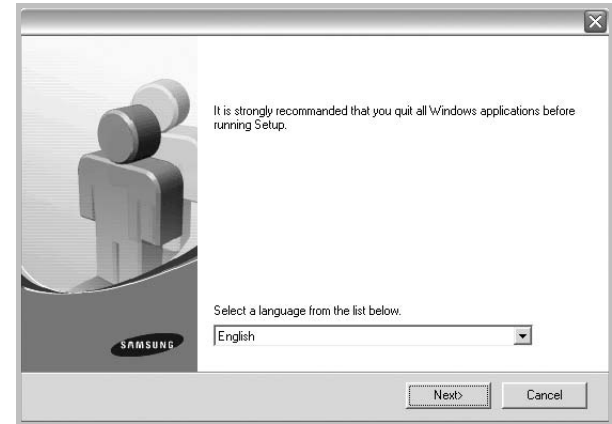 It is strongly recommanded that you quit all Windows applications before
running Setup.
Select a language from the list below.
SAMSUNG
English
Next>
Cancel